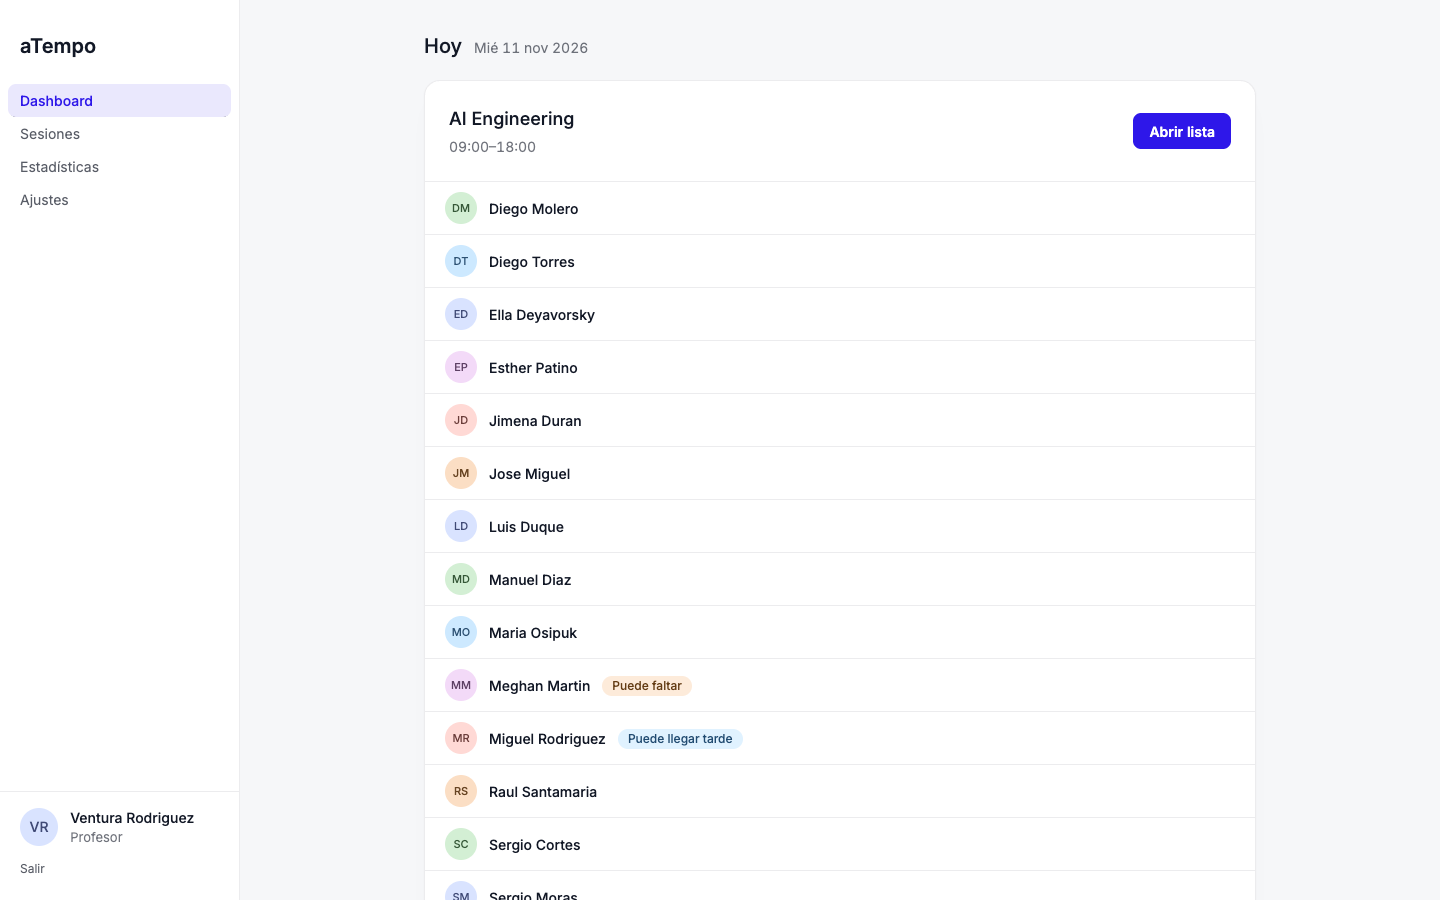 aTempo
Dashboard
Sesiones
Estadísticas
Ajustes
Ventura Rodriguez
VR
Profesor
Salir
Hoy Mié 11 nov 2026
AI Engineering
09:00–18:00
Abrir lista
DM Diego Molero
DT Diego Torres
ED Ella Deyavorsky
EP Esther Patino
JD Jimena Duran
JM Jose Miguel
LD Luis Duque
MD Manuel Diaz
MO Maria Osipuk
MM Meghan Martin Puede faltar
MR Miguel Rodriguez Puede llegar tarde
RS Raul Santamaria
SC Sergio Cortes
SM Sergio Moras